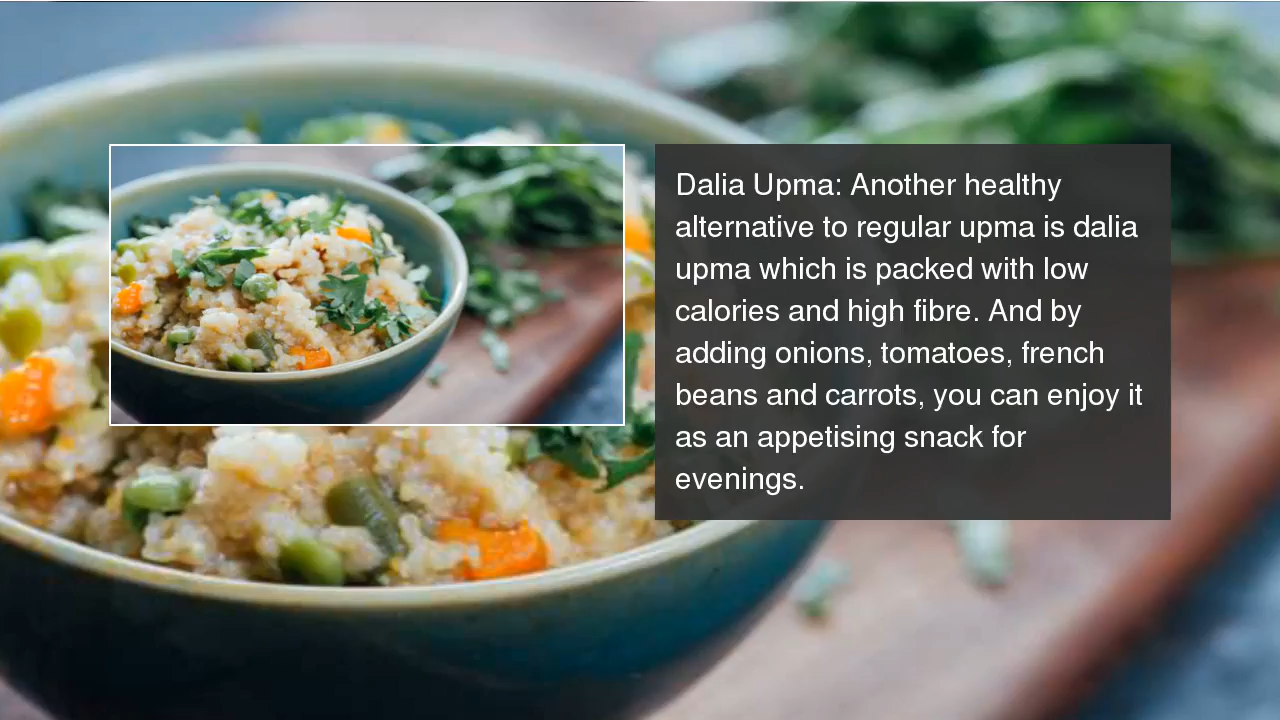 Dalia Upma: Another healthy
alternative to regular upma is dalia
upma which is packed with low
calories and high fibre. And by
adding onions, tomatoes, french
beans and carrots, you can enjoy it
as an appetising snack for
evenings.